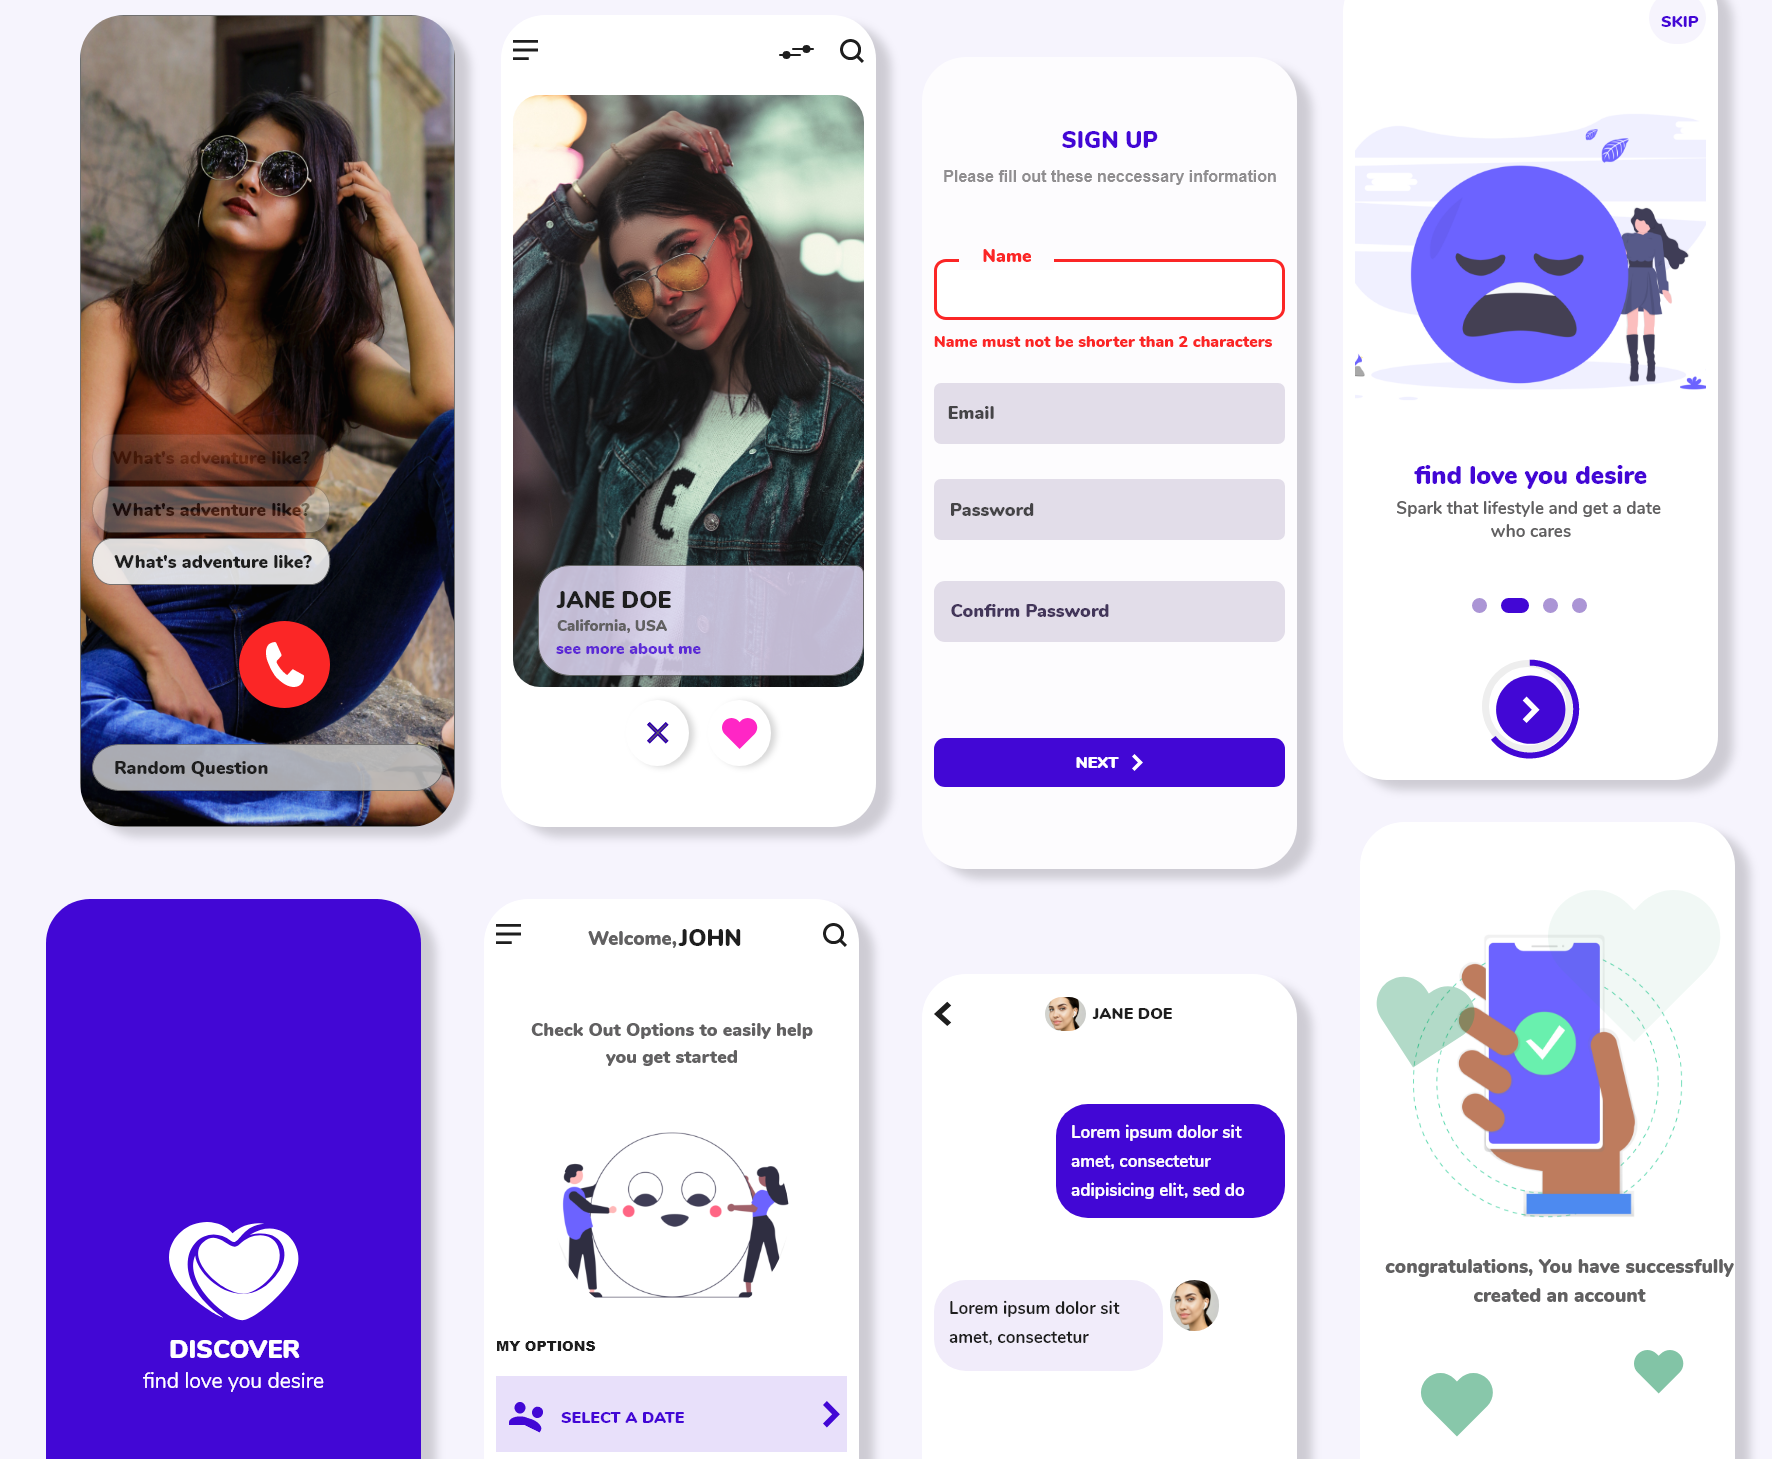 What's adventure like?
What's adventure like?
What's adventure like?
Random Question
E
JANE DOE
California, USA
see more about me
SIGN UP
Please fill out these neccessary information
Name
Name must not be shorter than 2 characters
Email
Password
Confirm Password
NEXT
SKIP
find love you desire
Spark that lifestyle and get a date
who cares
DISCOVER
find love you desire
Welcome, JOHN
Check Out Options to easily help
you get started
MY OPTIONS
SELECT A DATE
JANE DOE
Lorem ipsum dolor sit
amet, consectetur
adipisicing elit, sed do
Lorem ipsum dolor sit
amet, consectetur
congratulations, You have successfully
created an account